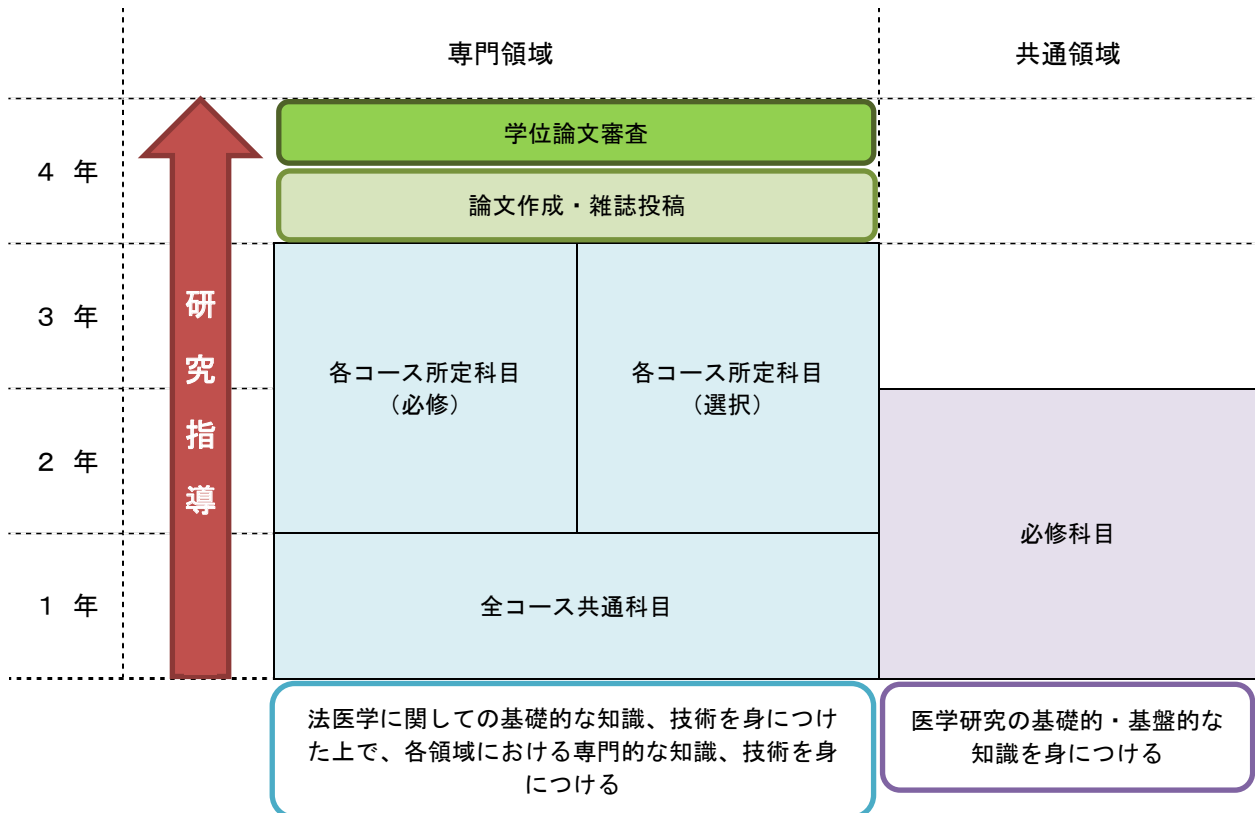 専門領域
共通領域
学位論文審査
4 年
論文作成・雑誌投稿
3 年
研究指導
各コース所定科目
(必修)
各コース所定科目
(選択)
2 年
必修科目
1 年
全コース共通科目
法医学に関しての基礎的な知識、技術を身につけ
た上で、各領域における専門的な知識、技術を身
につける
医学研究の基礎的・基盤的な
知識を身につける